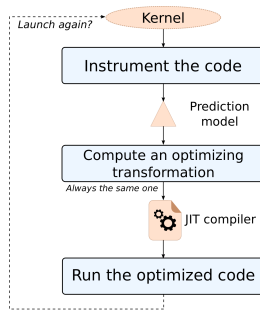 Kernel
Launch again?
Instrument the code
Prediction
model
Compute an optimizing
transformation
Always the same one
JIT compiler
Run the optimized code